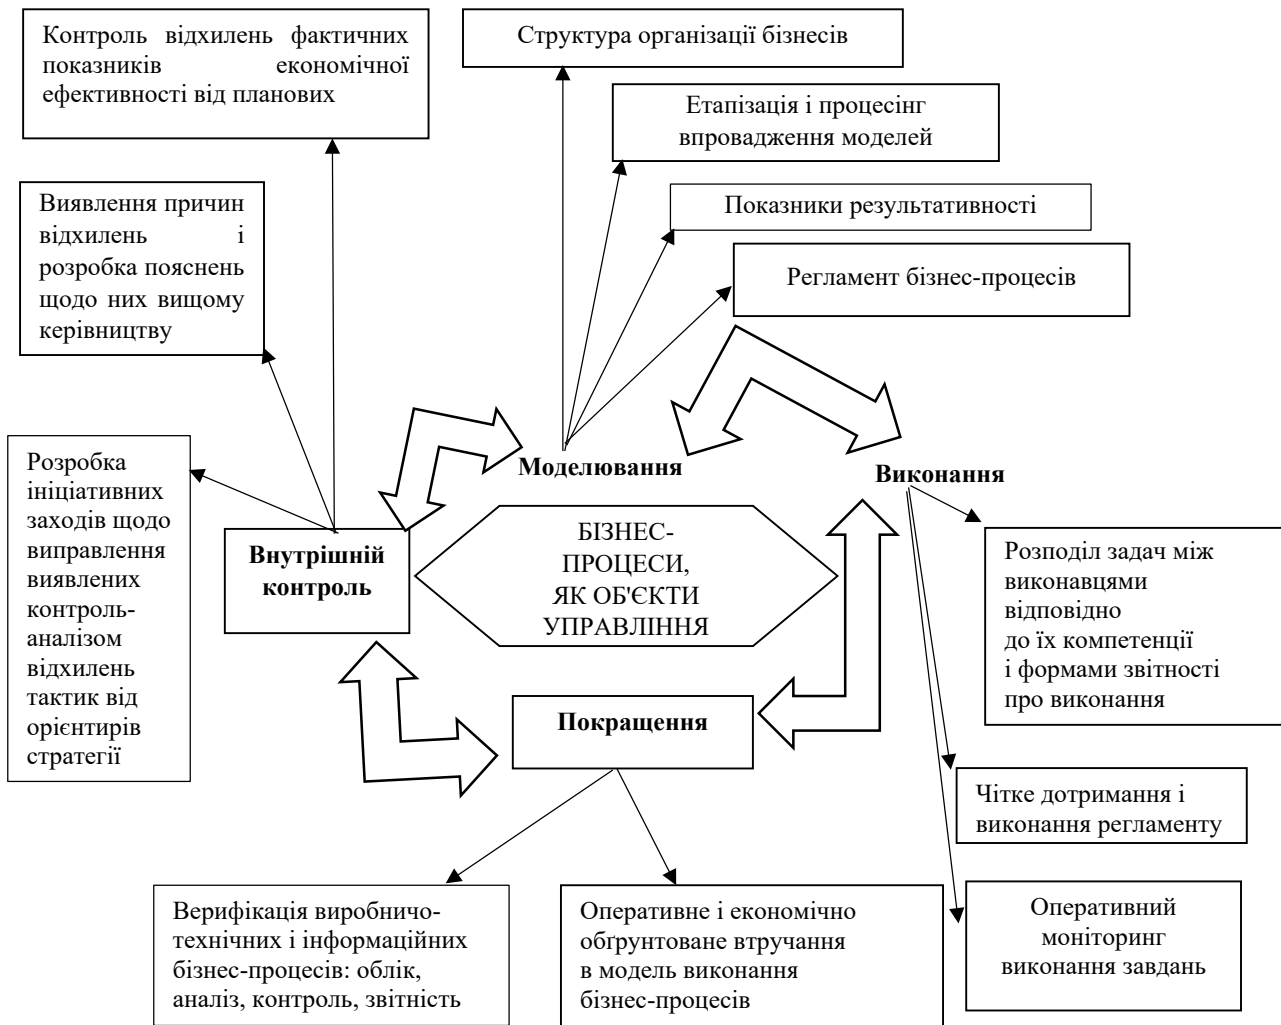 Контроль відхилень фактичних
показників економічної
ефективності від планових
Структура організації бізнесів
Етапізація і процесінг
впровадження моделей
Показники результативності
Регламент бізнес-процесів
Виявлення причин
відхилень і
розробка пояснень
щодо них вищому
керівництву
Розробка
ініціативних
заходів щодо
виправлення
виявлених
контроль-
аналізом
відхилень
тактик від
орієнтирів
стратегії
Моделювання
Виконання
Внутрішній
контроль
БІЗНЕС-
ПРОЦЕСИ,
ЯК ОБ'ЄКТИ
УПРАВЛІННЯ
Розподіл задач між
виконавцями
відповідно
до їх компетенції
і формами звітності
про виконання
Покращення
Чітке дотримання і
виконання регламенту
Верифікація виробничо-
технічних і інформаційних
бізнес-процесів: облік,
аналіз, контроль, звітність
Оперативне і економічно
обґрунтоване втручання
в модель виконання
бізнес-процесів
Оперативний
моніторинг
виконання завдань